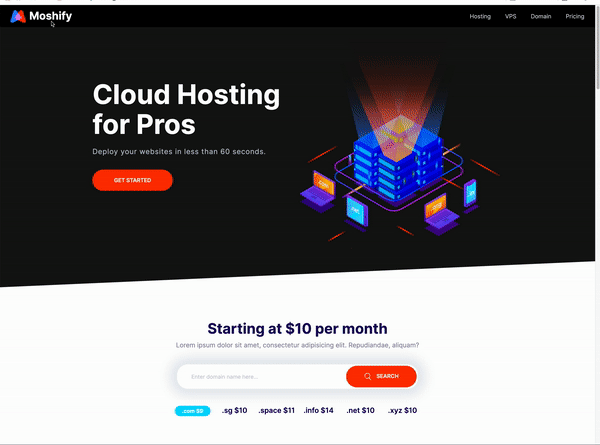 Moshify
Hosting VPS Domain Pricing
Cloud Hosting
for Pros
Deploy your websites in less than 60 seconds.
GET STARTED
Starting at $10 per month
Lorem ipsum dolor sit amet, consectetur adipisicing elit. Repudiandae, aliquam?
Enter domain name here...
SEARCH
.com $9 .sg $10 .space $11 .info $14 .net $10 .xyz $10